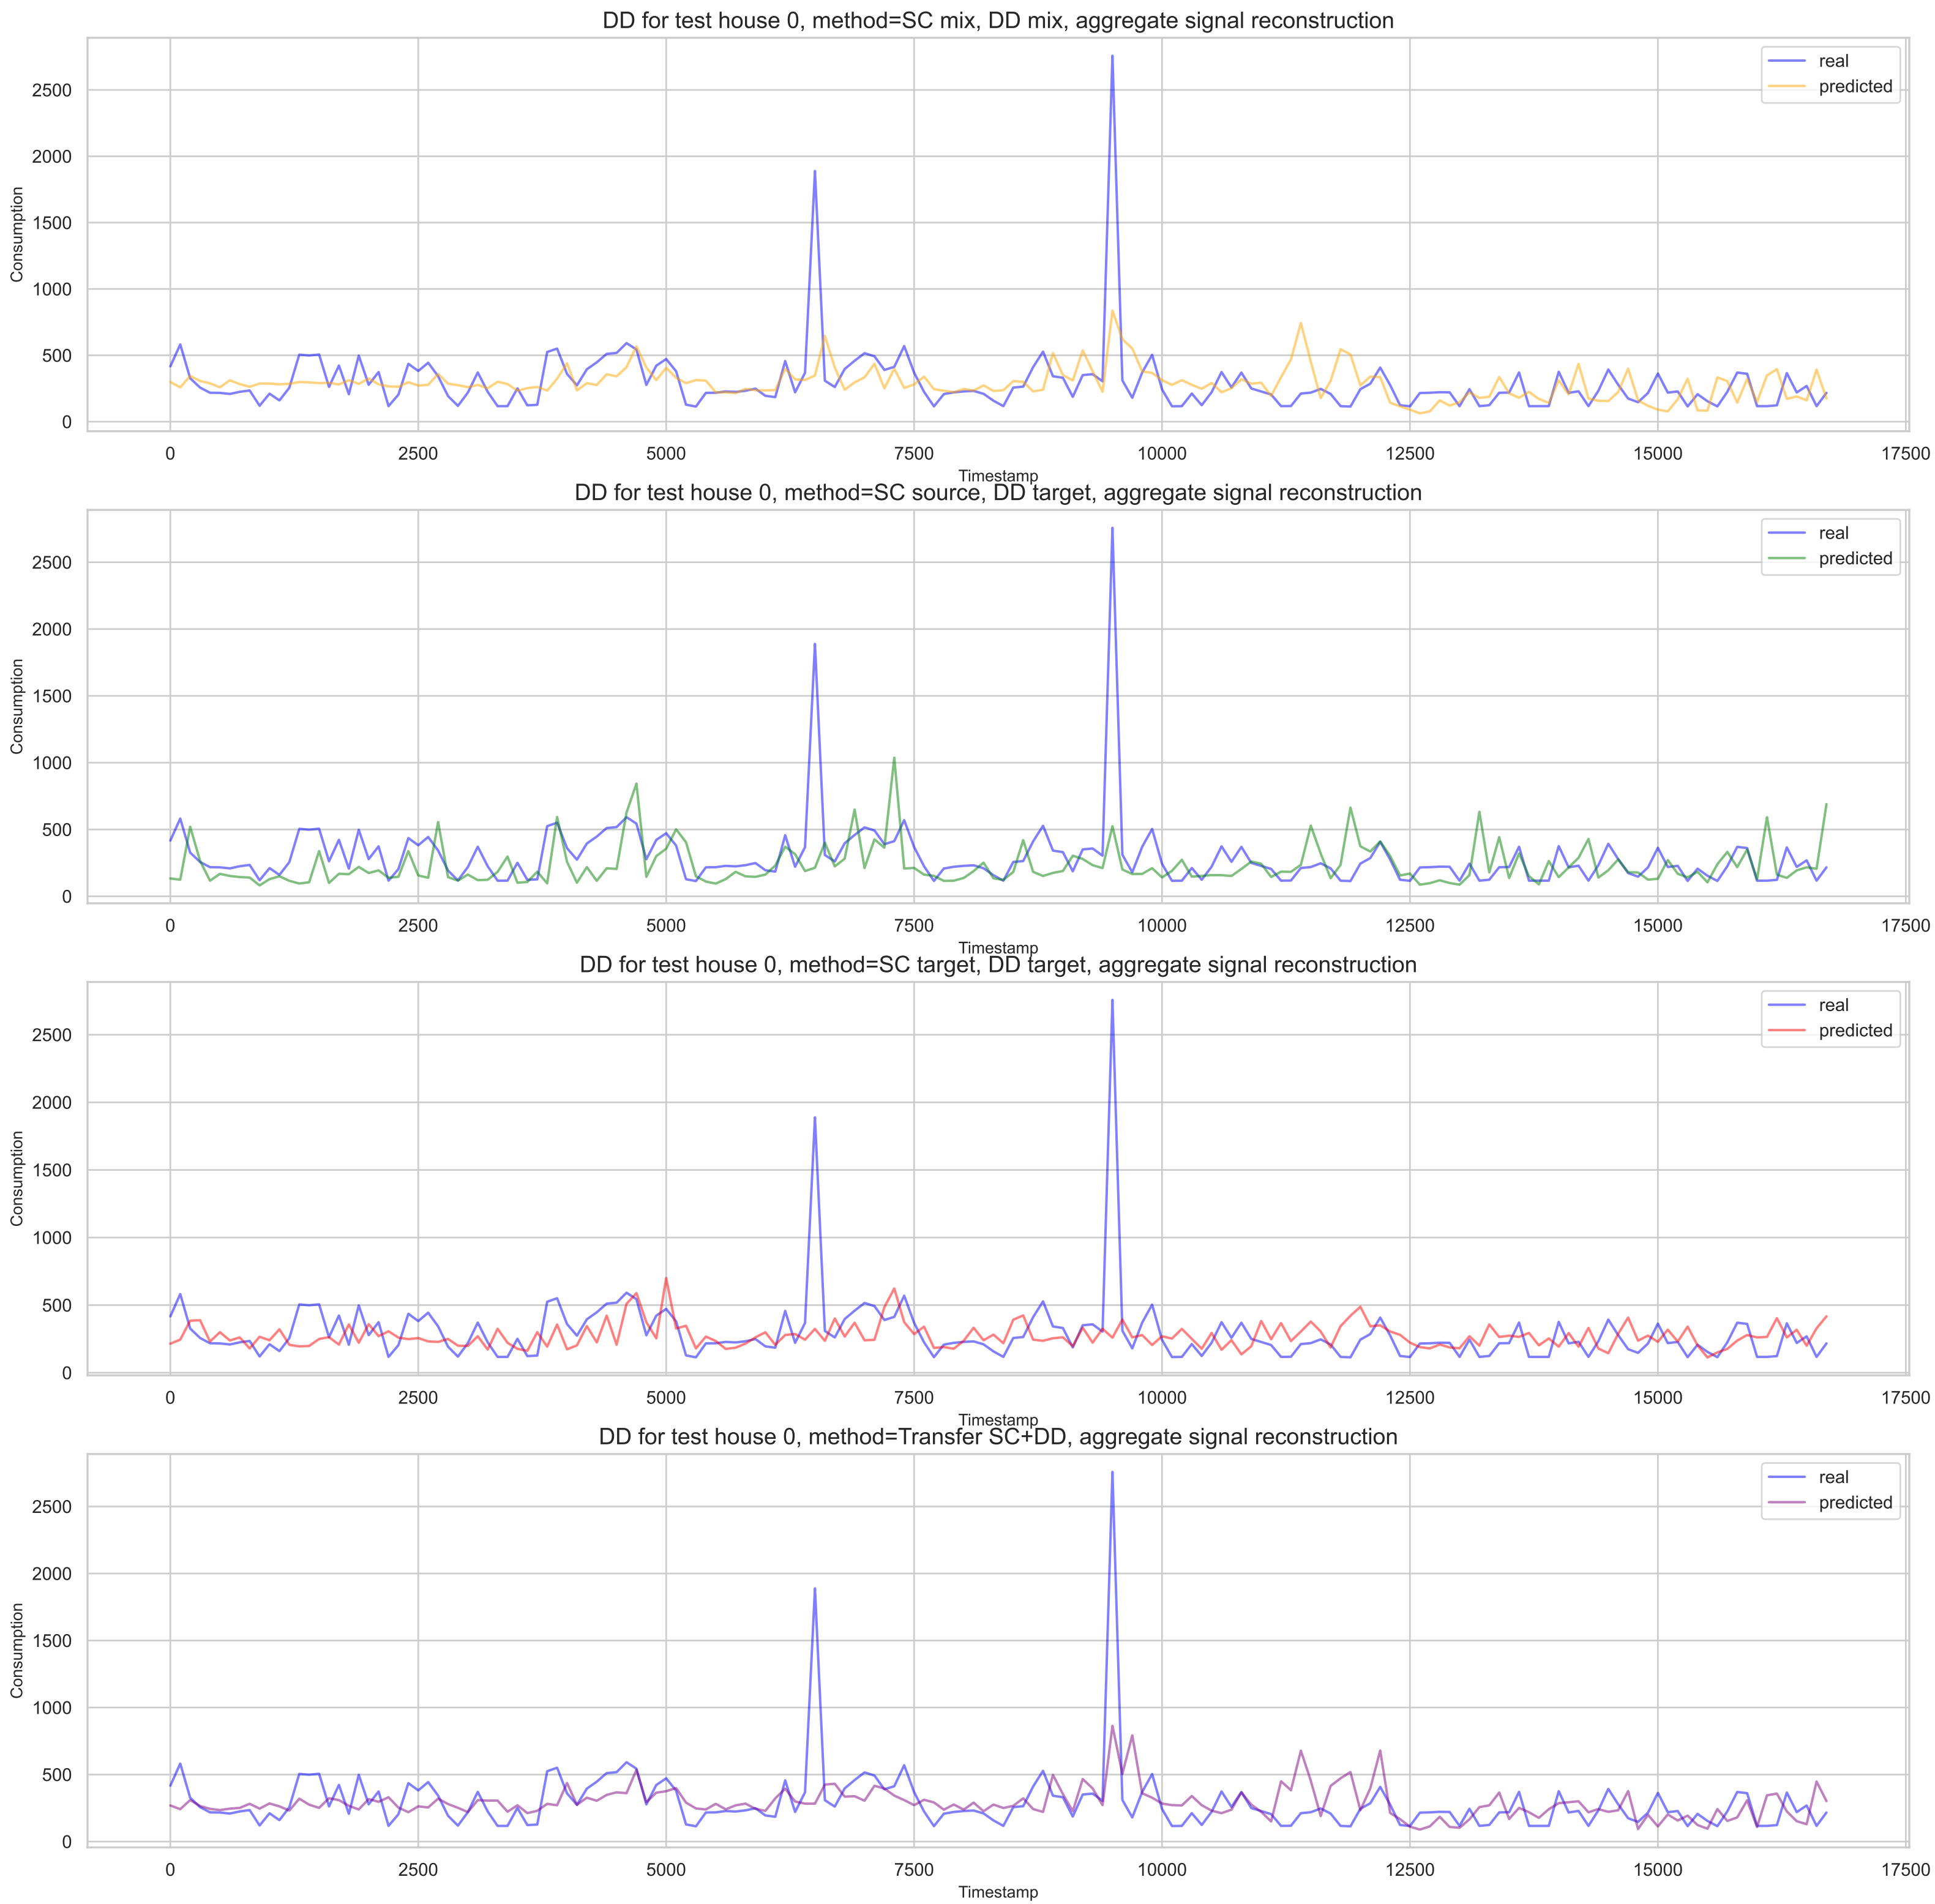 DD for test house 0, method=SC mix, DD mix, aggregate signal reconstruction
real
predicted
2500
2000
1500
1000
500
0
Consumption
0 2500 5000 7500 10000 12500 15000 17500
Timestamp
DD for test house 0, method=SC source, DD target, aggregate signal reconstruction
real
predicted
2500
2000
1500
1000
500
0
Consumption
0 2500 5000 7500 10000 12500 15000 17500
Timestamp
DD for test house 0, method=SC target, DD target, aggregate signal reconstruction
real
predicted
2500
2000
1500
1000
500
0
Consumption
0 2500 5000 7500 10000 12500 15000 17500
Timestamp
DD for test house 0, method=Transfer SC+DD, aggregate signal reconstruction
real
predicted
2500
2000
1500
1000
500
0
Consumption
0 2500 5000 7500 10000 12500 15000 17500
Timestamp